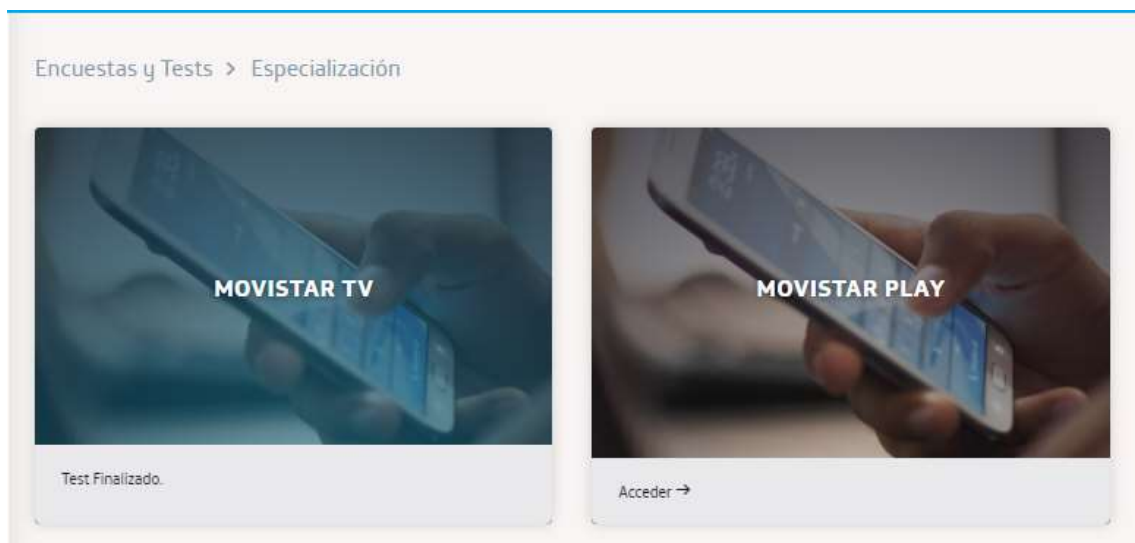 Encuestas y Tests > Especialización
MOVISTAR TV
MOVISTAR PLAY
Test Finalizado.
Acceder →